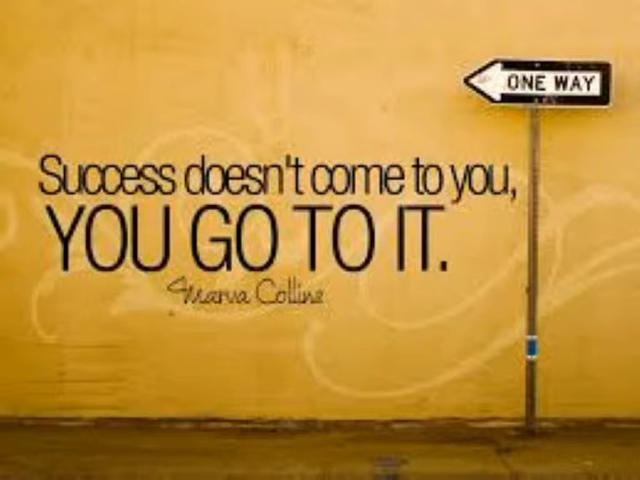 ONE WAY
Success doesn't come to you,
YOU GO TO IT.
Marva Collins